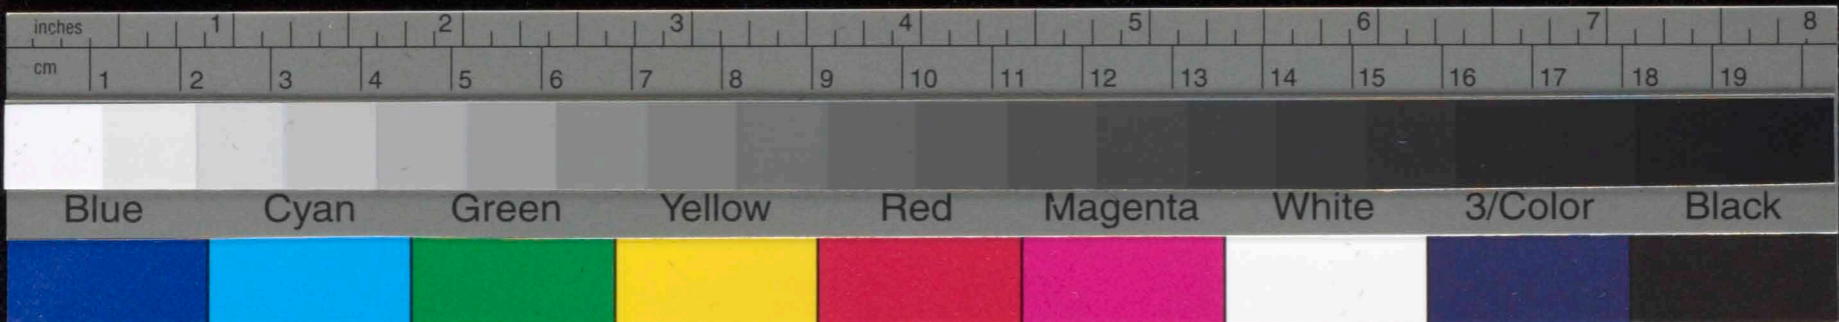 inches 1 2 3 4 5 6 7 8
cm 1 2 3 4 5 6 7 8 9 10 11 12 13 14 15 16 17 18 19
Blue Cyan Green Yellow Red Magenta White 3/Color Black